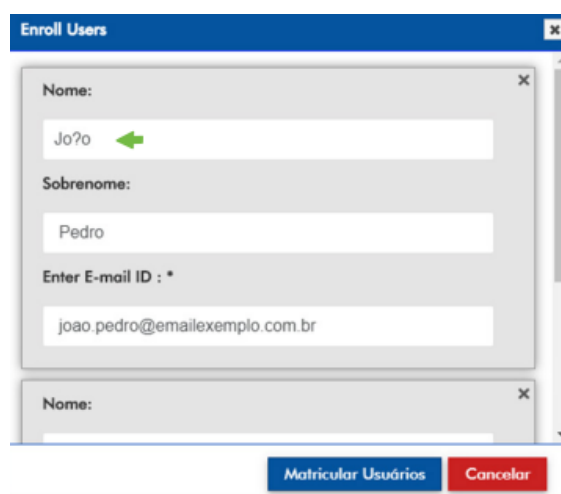 Enroll Users
Nome:
Jo?o
Sobrenome:
Pedro
Enter E-mail ID : *
joao.pedro@emailexemplo.com.br
Nome:
Matricular Usuários
Cancelar